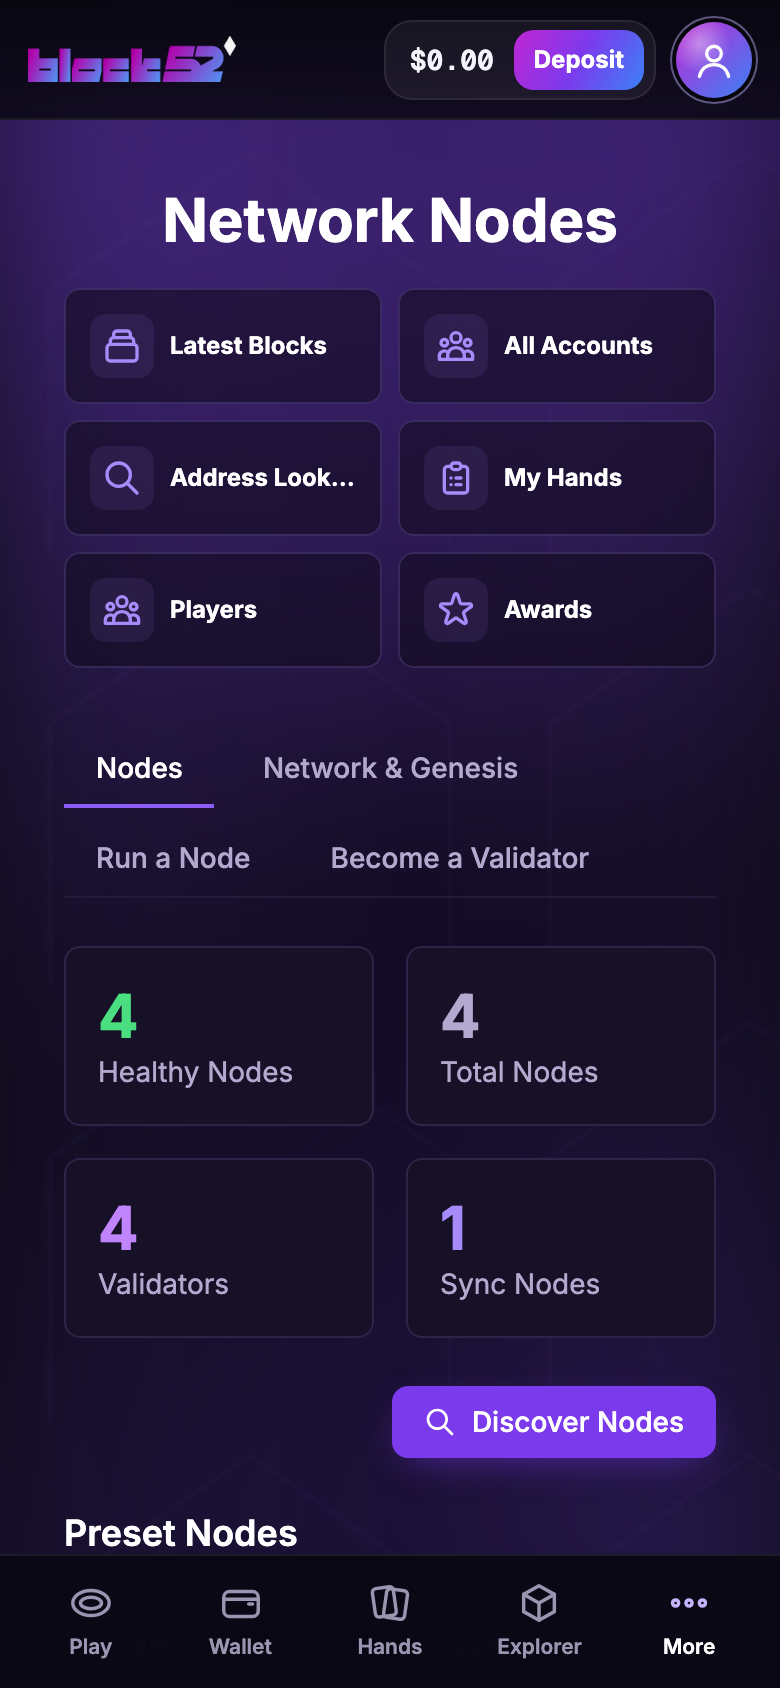 block52
$0.00
Deposit
Network Nodes
Latest Blocks
All Accounts
Address Look...
My Hands
Players
Awards
Nodes
Network & Genesis
Run a Node
Become a Validator
4
Healthy Nodes
4
Total Nodes
4
Validators
1
Sync Nodes
Discover Nodes
Preset Nodes
Play
Wallet
Hands
Explorer
More